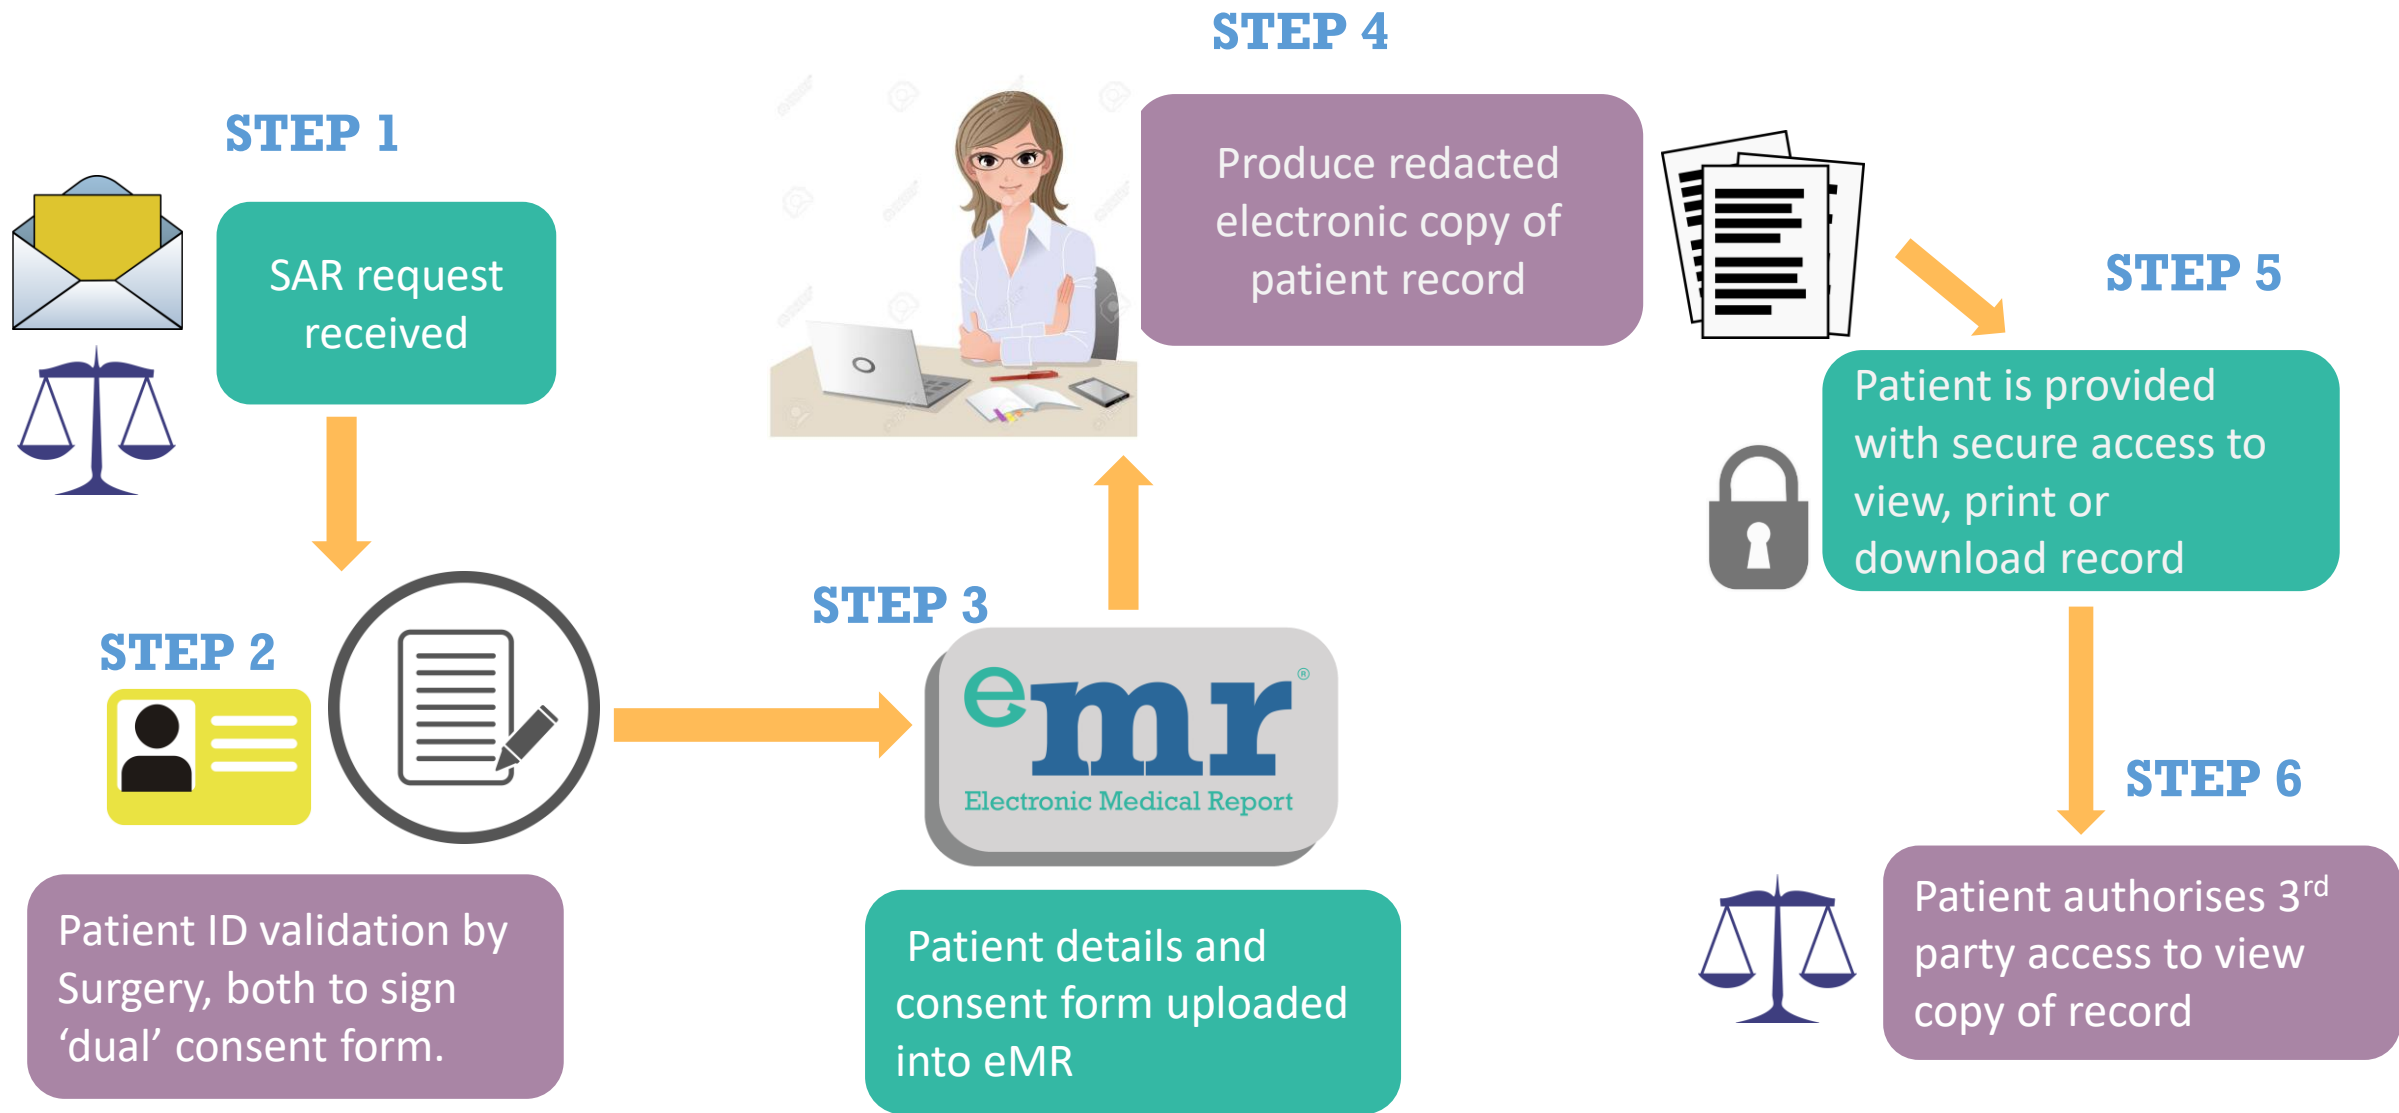 STEP 1
SAR request
received
STEP 2
Patient ID validation by
Surgery, both to sign
‘dual’ consent form.
STEP 3
emr®
Electronic Medical Report
Patient details and
consent form uploaded
into eMR
STEP 4
Produce redacted
electronic copy of
patient record
STEP 5
Patient is provided
with secure access to
view, print or
download record
STEP 6
Patient authorises 3rd
party access to view
copy of record